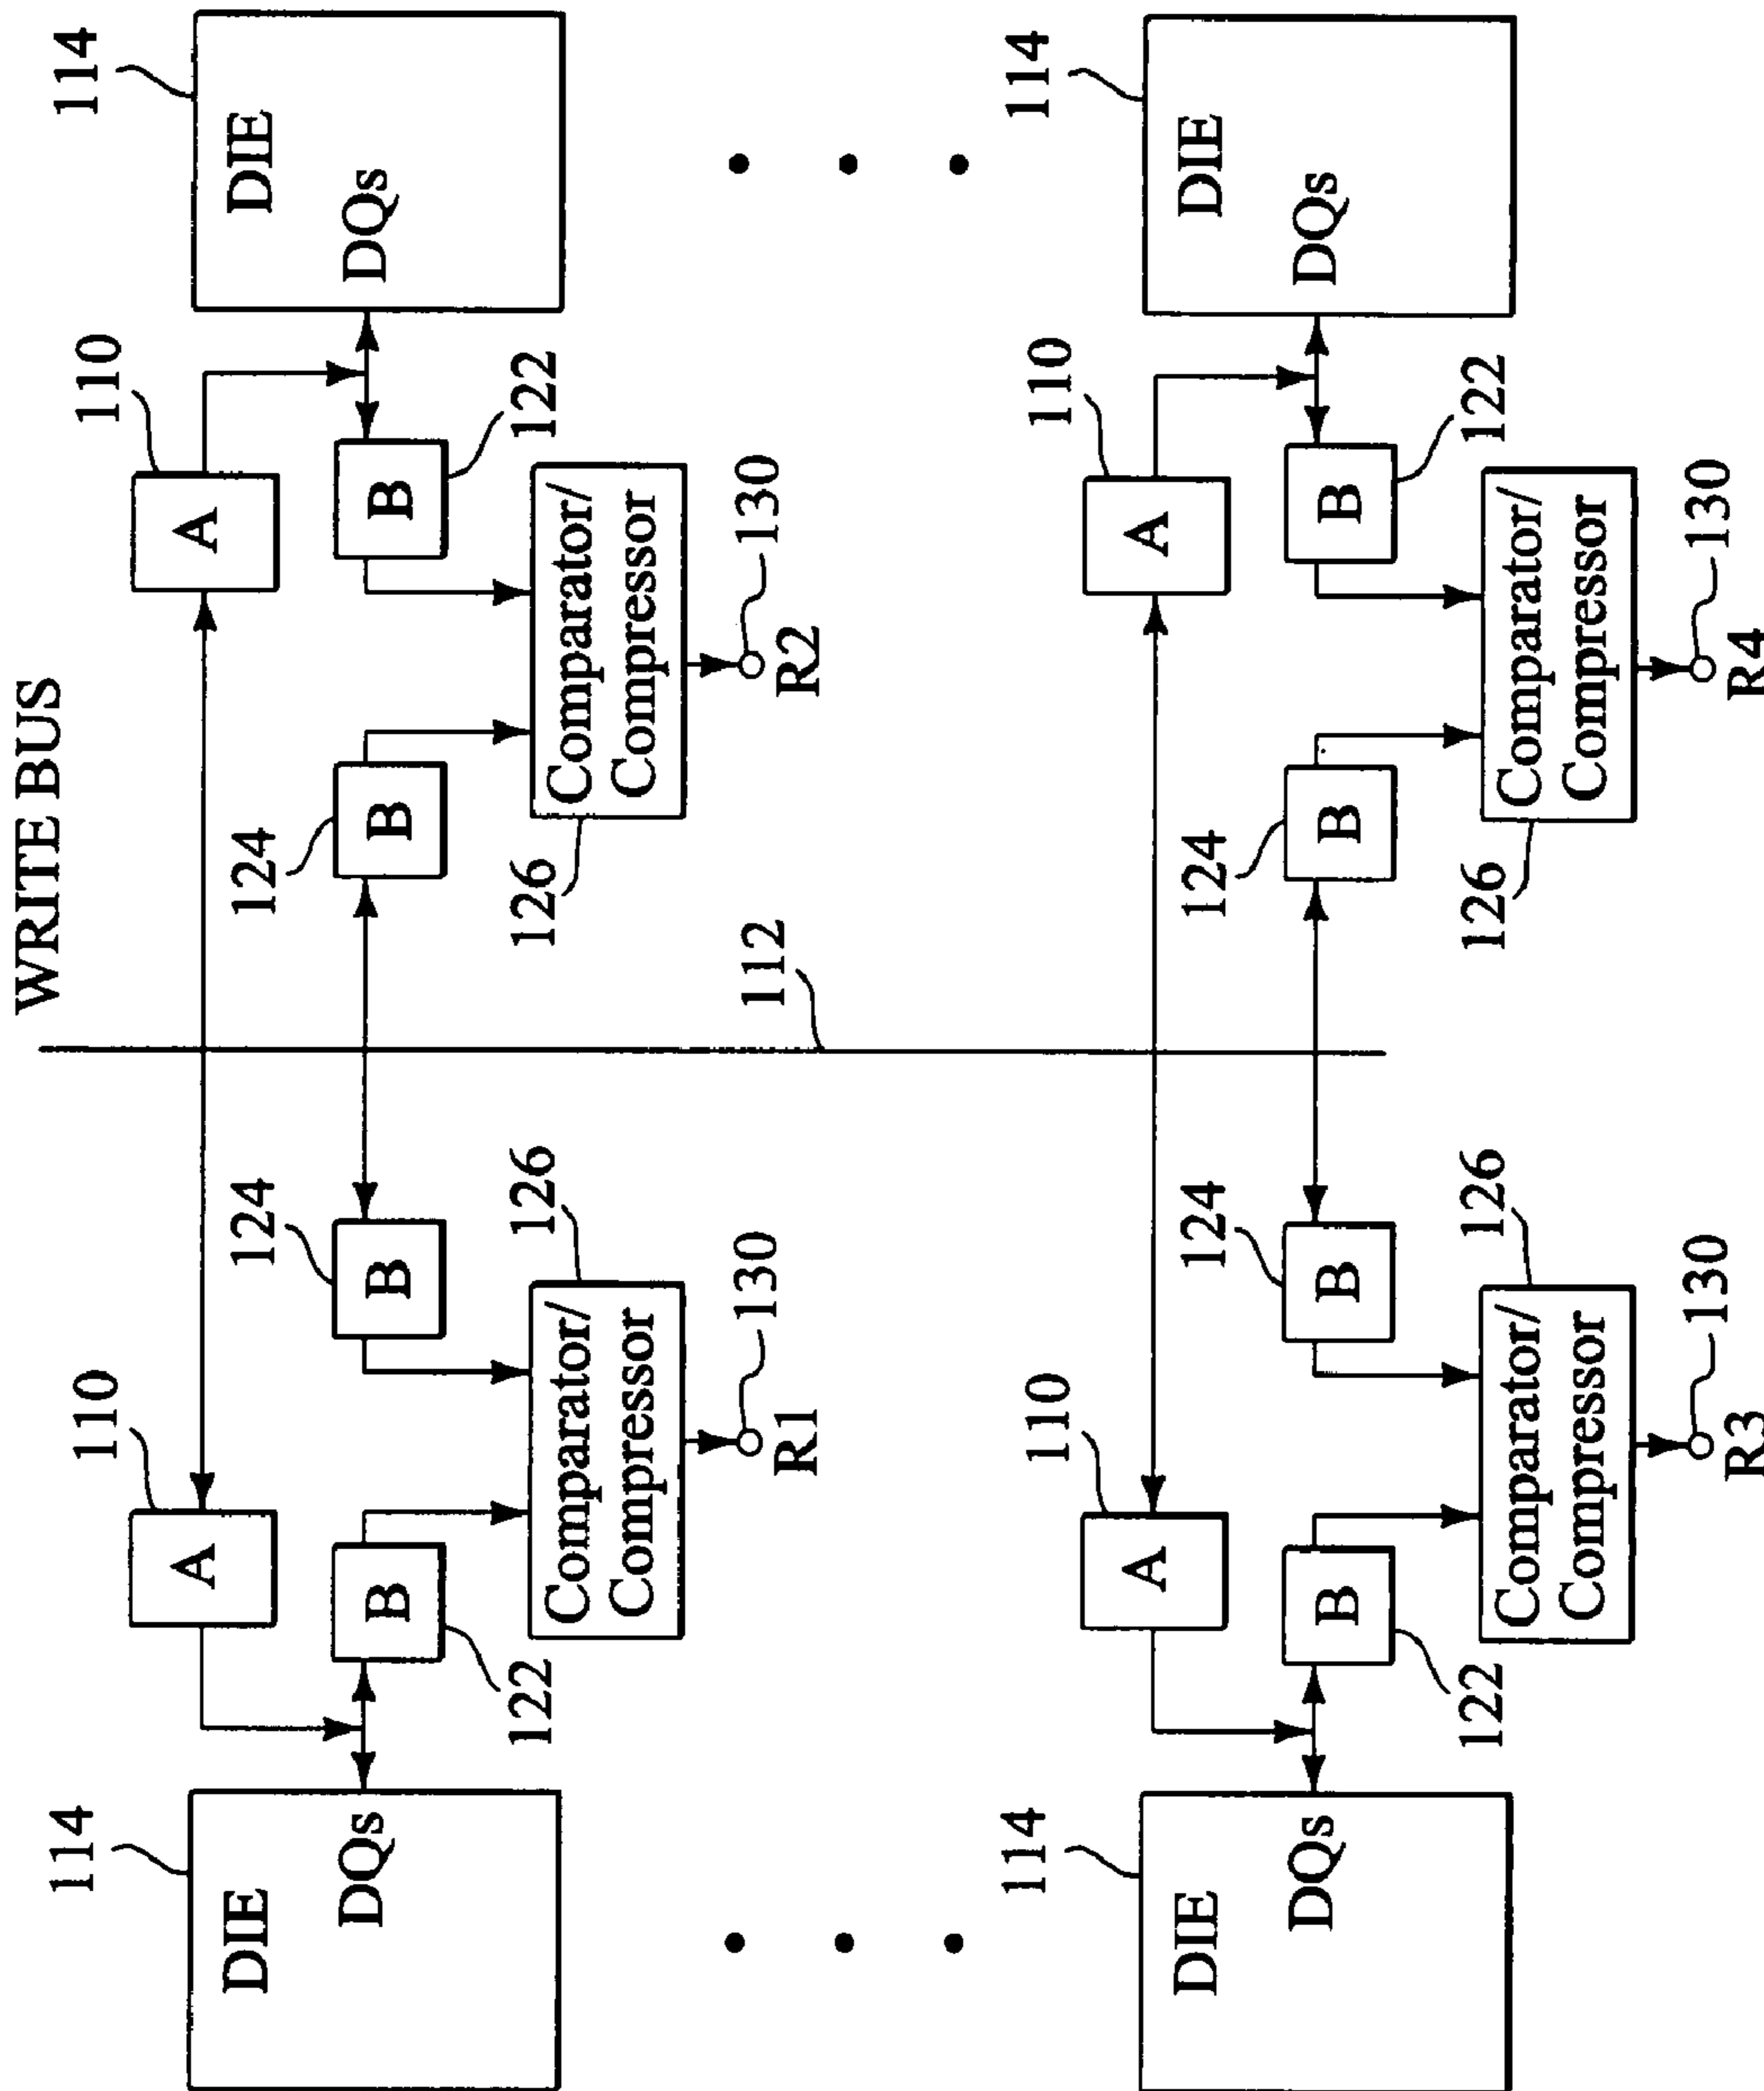 WRITE BUS
114 110 110 114
A A
DIE 124 124 DIE
DQs B B B B DQs
122 126 126 122
Comparator/ Comparator/
Compressor Compressor
130 112 130
R1 R2
114 110 110 114
A A
DIE 124 124 DIE
DQs B B B B DQs
122 126 126 122
Comparator/ Comparator/
Compressor Compressor
130 130
R3 R4